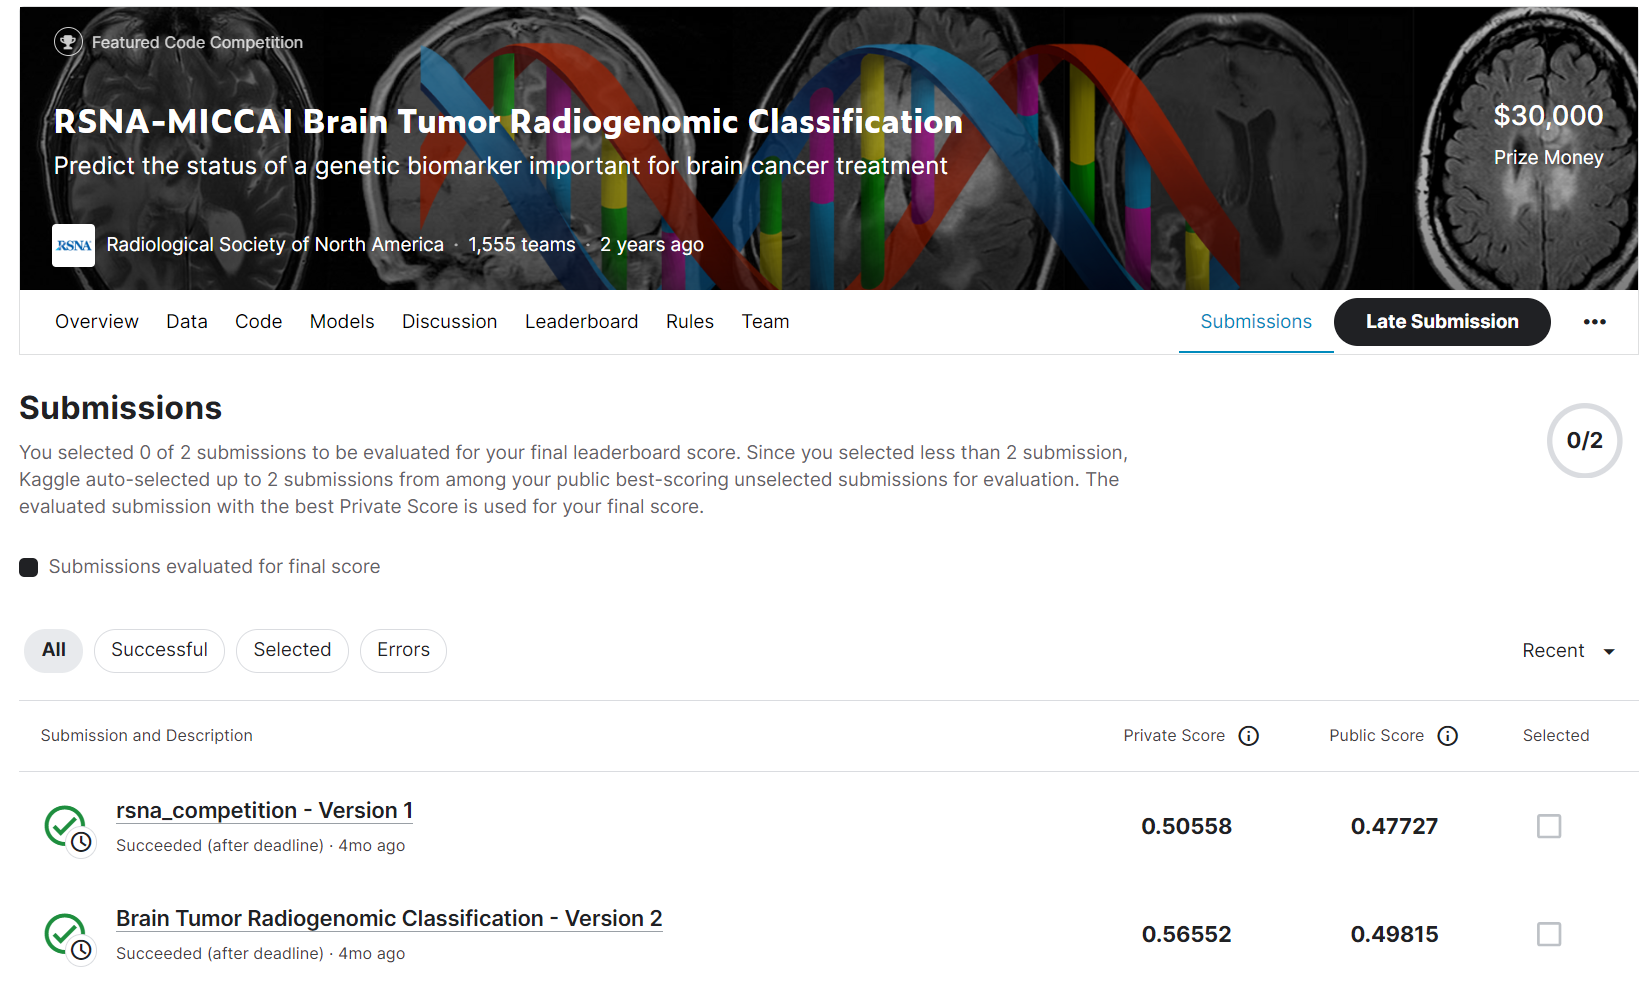 Featured Code Competition
RSNA-MICCAI Brain Tumor Radiogenomic Classification
Predict the status of a genetic biomarker important for brain cancer treatment
$30,000
Prize Money
RSNA
Radiological Society of North America · 1,555 teams · 2 years ago
Overview Data Code Models Discussion Leaderboard Rules Team Submissions Late Submission •••
Submissions
You selected 0 of 2 submissions to be evaluated for your final leaderboard score. Since you selected less than 2 submission,
Kaggle auto-selected up to 2 submissions from among your public best-scoring unselected submissions for evaluation. The
evaluated submission with the best Private Score is used for your final score.
0/2
Submissions evaluated for final score
All Successful Selected Errors Recent
Submission and Description Private Score Public Score Selected
rsna_competition - Version 1
Succeeded (after deadline) · 4mo ago
0.50558 0.47727
Brain Tumor Radiogenomic Classification - Version 2
Succeeded (after deadline) · 4mo ago
0.56552 0.49815